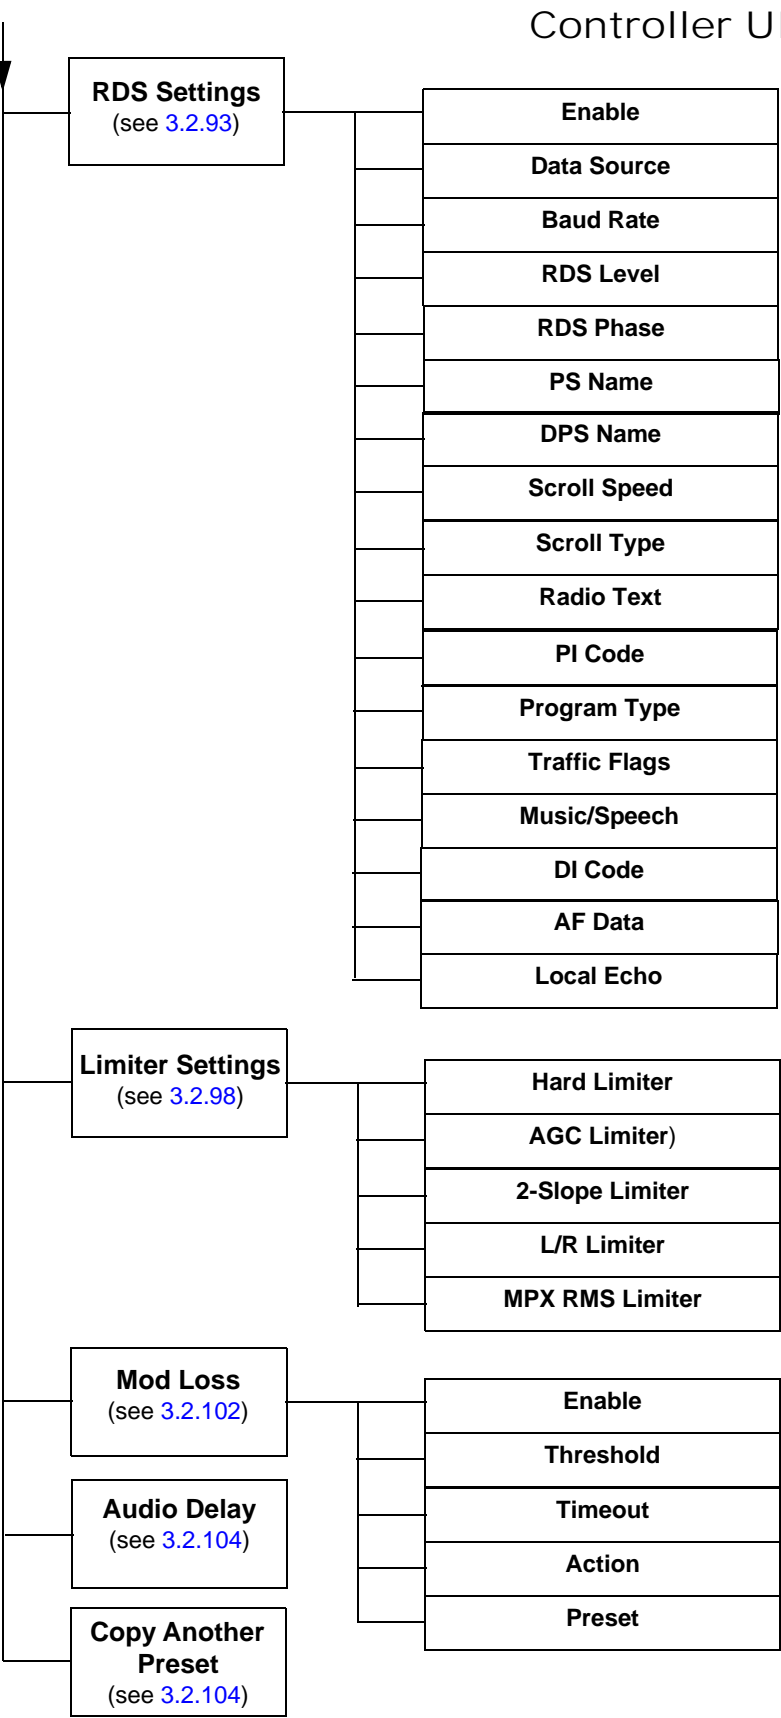 Controller U
RDS Settings
(see 3.2.93)
Enable
Data Source
Baud Rate
RDS Level
RDS Phase
PS Name
DPS Name
Scroll Speed
Scroll Type
Radio Text
PI Code
Program Type
Traffic Flags
Music/Speech
DI Code
AF Data
Local Echo
Limiter Settings
(see 3.2.98)
Hard Limiter
AGC Limiter)
2-Slope Limiter
L/R Limiter
MPX RMS Limiter
Mod Loss
(see 3.2.102)
Enable
Threshold
Timeout
Action
Preset
Audio Delay
(see 3.2.104)
Copy Another
Preset
(see 3.2.104)